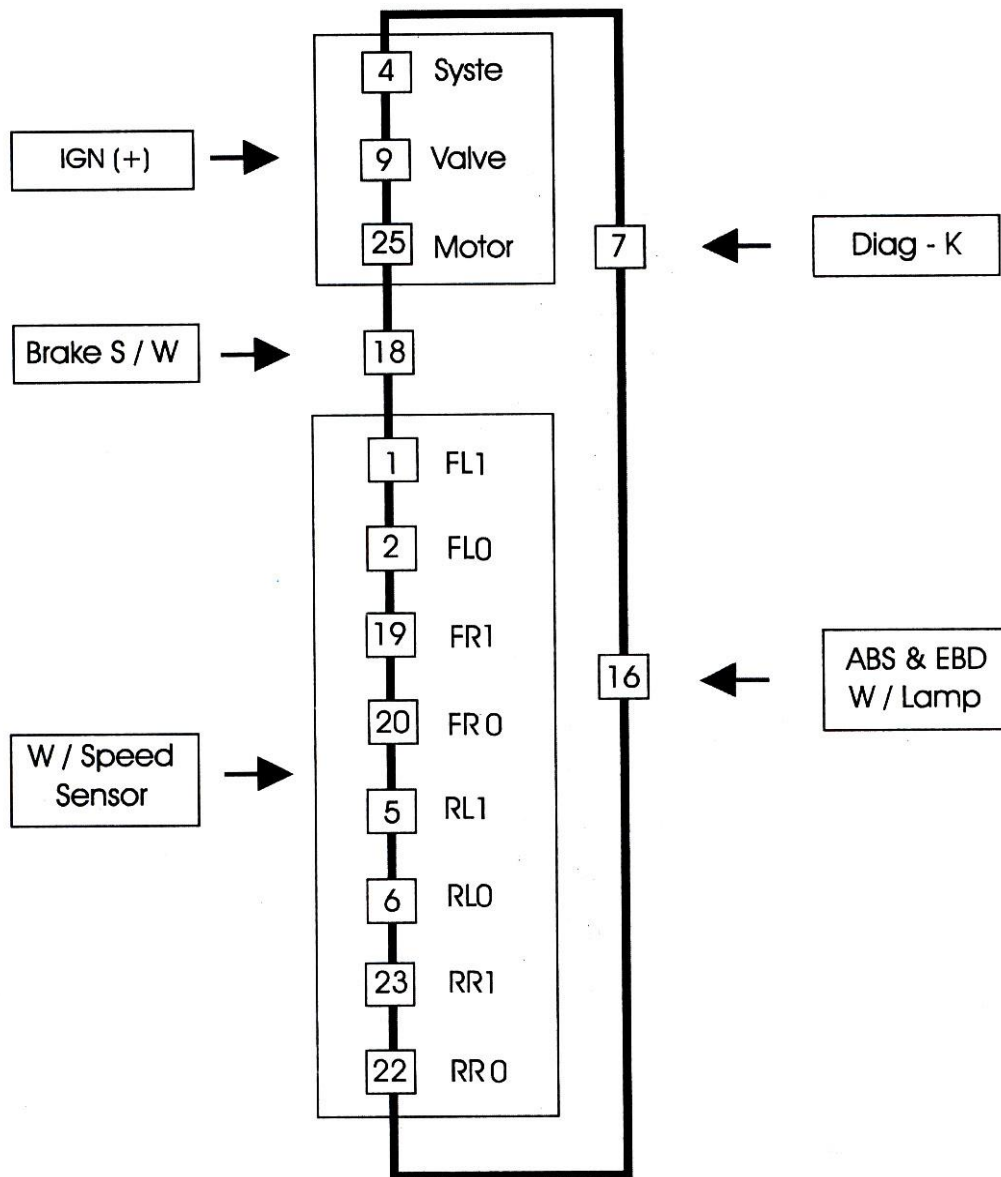 4 Syste
IGN (+)
9 Valve
25 Motor
7
Diag - K
Brake S / W
18
1 FL1
2 FL0
19 FR1
16
ABS & EBD
W / Lamp
20 FR0
W / Speed
Sensor
5 RL1
6 RL0
23 RR1
22 RR0